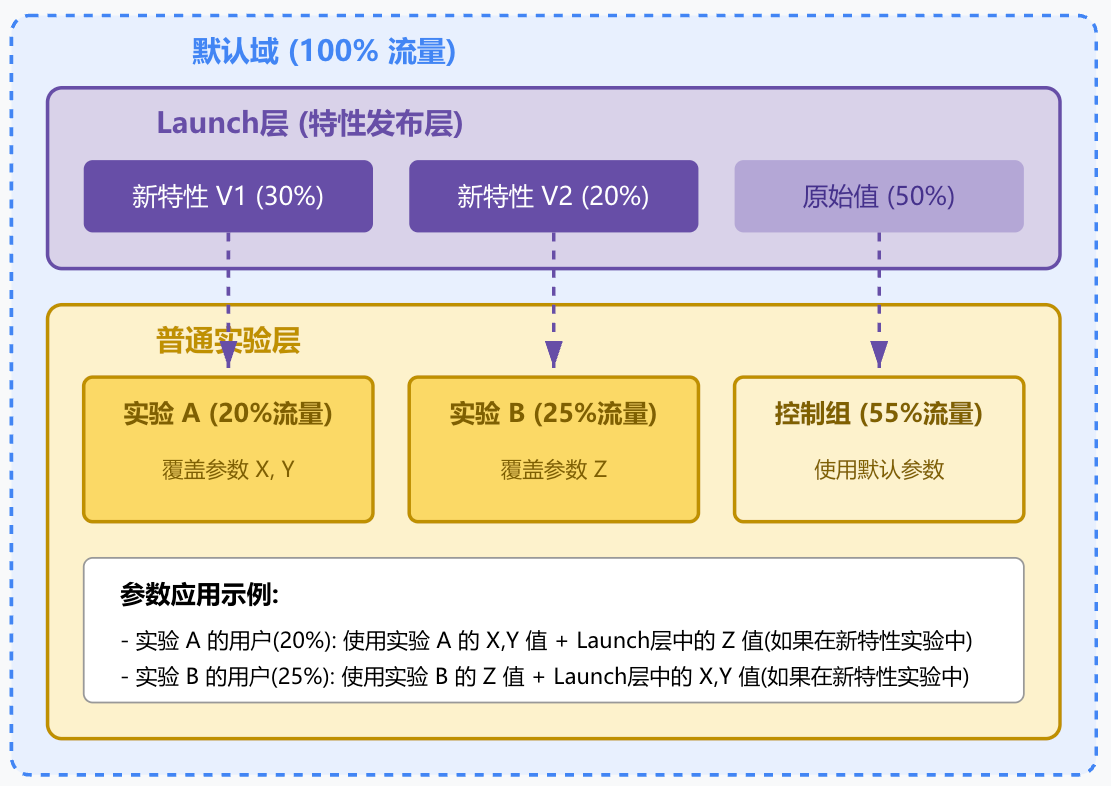 默认域 (100% 流量)
Launch层 (特性发布层)
新特性 V1 (30%)
新特性 V2 (20%)
原始值 (50%)
普通实验层
实验 A (20%流量)
覆盖参数 X, Y
实验 B (25%流量)
覆盖参数 Z
控制组 (55%流量)
使用默认参数
参数应用示例:
- 实验 A 的用户(20%): 使用实验 A 的 X,Y 值 + Launch层中的 Z 值(如果在新特性实验中)
- 实验 B 的用户(25%): 使用实验 B 的 Z 值 + Launch层中的 X,Y 值(如果在新特性实验中)